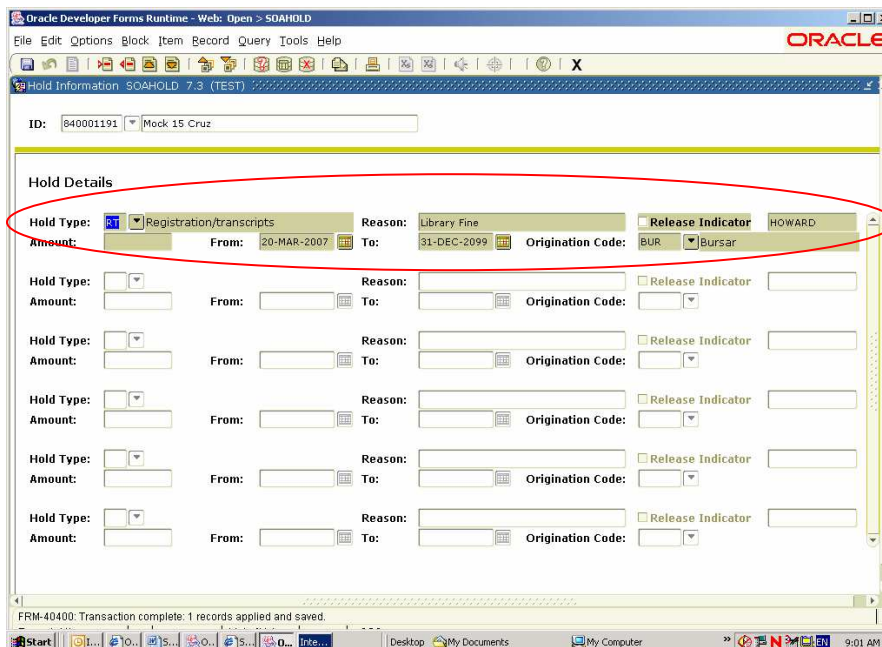 Oracle Developer Forms Runtime - Web: Open > SOAHOLD
File Edit Options Block Item Record Query Tools Help
ORACLE
X
Hold Information SOAHOLD 7.3 (TEST)
ID: 840001191 Mock 15 Cruz
Hold Details
Hold Type: RT Registration/transcripts Reason: Library Fine Release Indicator HOWARD
Amount: From: 20-MAR-2007 To: 31-DEC-2099 Origination Code: BUR Bursar
Hold Type: Reason: Release Indicator
Amount: From: To: Origination Code:
Hold Type: Reason: Release Indicator
Amount: From: To: Origination Code:
Hold Type: Reason: Release Indicator
Amount: From: To: Origination Code:
Hold Type: Reason: Release Indicator
Amount: From: To: Origination Code:
Hold Type: Reason: Release Indicator
Amount: From: To: Origination Code:
FRM-40400: Transaction complete: 1 records applied and saved.
Start I... O... S... O... S... O... Inte... Desktop My Documents My Computer » EN 9:01 AM